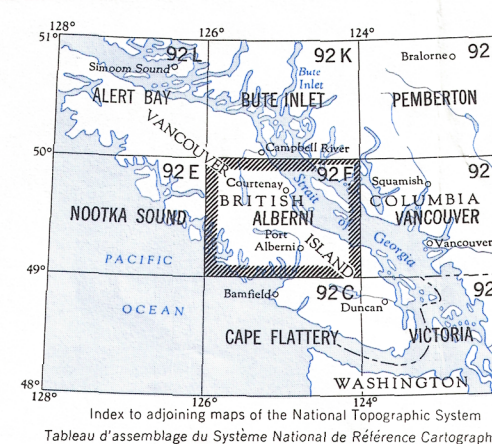 128°
126°
124°
51°
92 L
92 K
92
Simoom Sound
Bralorne
Bute
Inlet
ALERT BAY
BUTE INLET
PEMBERTON
VANCOUVER
Campbell River
50°
92 E
92 F
92
Courtenay
Strait
Squamish
BRITISH
COLUMBIA
NOOTKA SOUND
ALBERNI
VANCOUVER
Port
Alberni
ISLAND
Georgia
Vancouver
PACIFIC
49°
Bamfield
92 C
92
Duncan
OCEAN
CAPE FLATTERY
VICTORIA
48°
WASHINGTON
128°
126°
124°
Index to adjoining maps of the National Topographic System
Tableau d'assemblage du Système National de Référence Cartograph